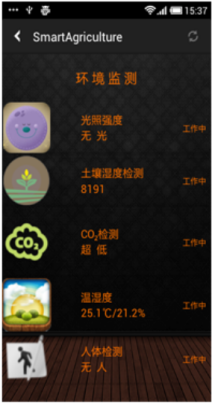 15:37
SmartAgriculture
环境监测
光照强度
无 光
工作中
土壤湿度检测
8191
工作中
CO₂
CO₂检测
超 低
工作中
温湿度
25.1℃/21.2%
工作中
人体检测
无 人
工作中